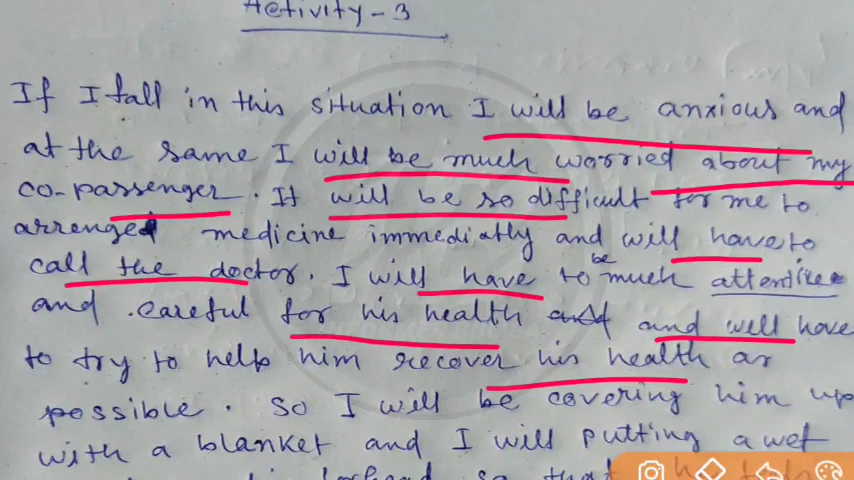 Activity-3
If I fall in this situation I will be anxious and
at the same I will be much worried about my
co-passenger. It will be so difficult for me to
arrenged medicine immediatly and will have to
call the doctor. I will have to be much attentive
and careful for his health and and well have
to try to help him recover his health as
possible. So I will be covering him up
with a blanket and I will putting a wet
so that